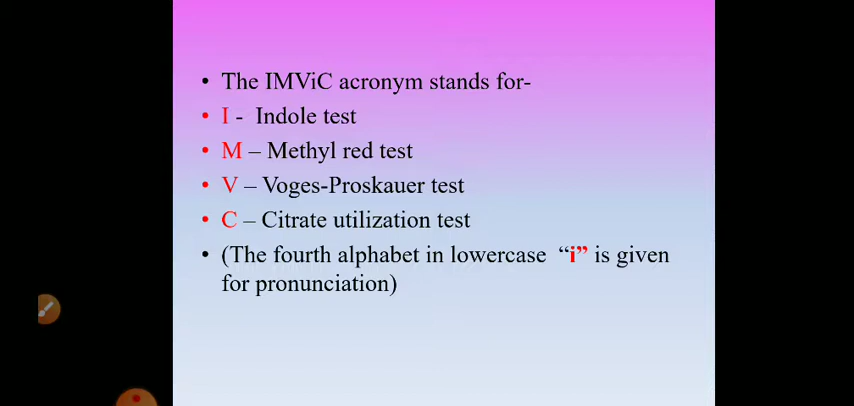 • The IMViC acronym stands for-
• I -  Indole test
• M – Methyl red test
• V – Voges-Proskauer test
• C – Citrate utilization test
• (The fourth alphabet in lowercase  “i” is given
for pronunciation)